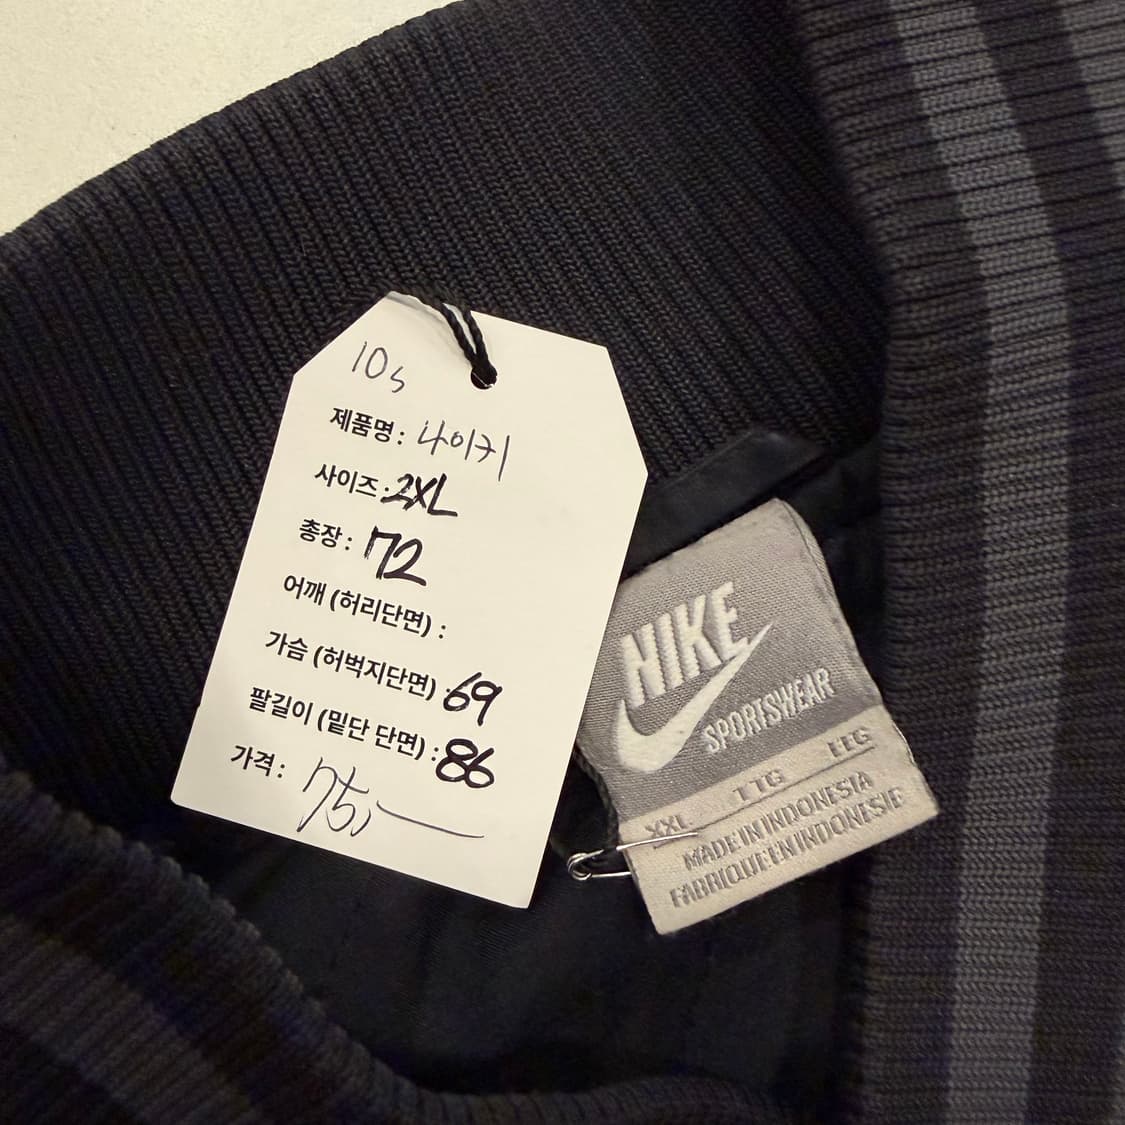 10s
제품명: 나이키
사이즈: 2XL
총장: 72
어깨 (허리단면) :
가슴 (허벅지단면) : 69
팔길이 (밑단 단면) : 86
가격: 75,—
NIKE
SPORTSWEAR
XXL TTG EEG
MADE IN INDONESIA
FABRIQUE EN INDONESIE